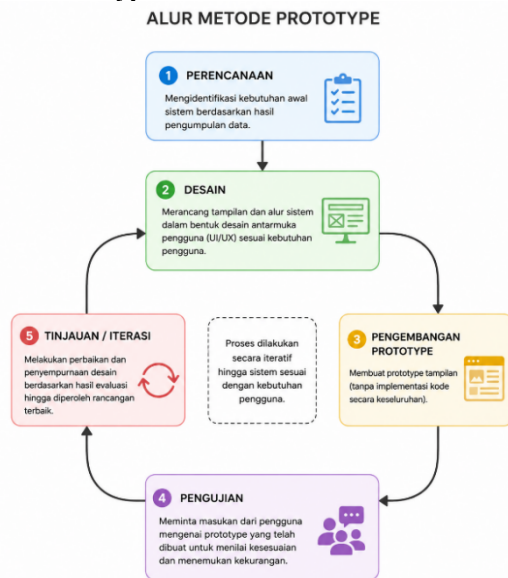 ALUR METODE PROTOTYPE
1 PERENCANAAN
Mengidentifikasi kebutuhan awal
sistem berdasarkan hasil
pengumpulan data.
2 DESAIN
Merancang tampilan dan alur sistem
dalam bentuk desain antarmuka
pengguna (UI/UX) sesuai kebutuhan
pengguna.
5 TINJAUAN / ITERASI
Melakukan perbaikan dan
penyempurnaan desain
berdasarkan hasil evaluasi
hingga diperoleh rancangan
terbaik.
Proses dilakukan
secara iteratif
hingga sistem sesuai
dengan kebutuhan
pengguna.
3 PENGEMBANGAN
PROTOTYPE
Membuat prototype tampilan
(tanpa implementasi kode
secara keseluruhan).
4 PENGUJIAN
Meminta masukan dari pengguna
mengenai prototype yang telah
dibuat untuk menilai kesesuaian
dan menemukan kekurangan.